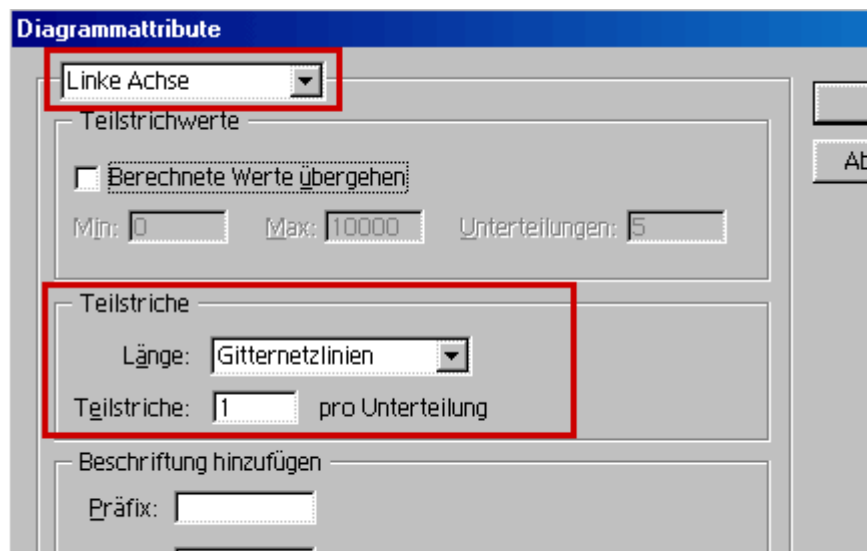 Diagrammattribute
Linke Achse
Teilstrichwerte
Berechnete Werte übergehen
Min: 0 Max: 10000 Unterteilungen: 5
Teilstriche
Länge: Gitternetzlinien
Teilstriche: 1 pro Unterteilung
Beschriftung hinzufügen
Präfix: